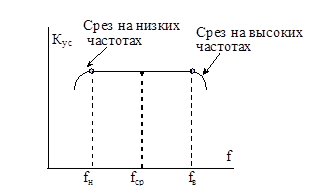 Срез на низких
частотах
Срез на высоких
частотах
Кус
f
fн
fср
fв